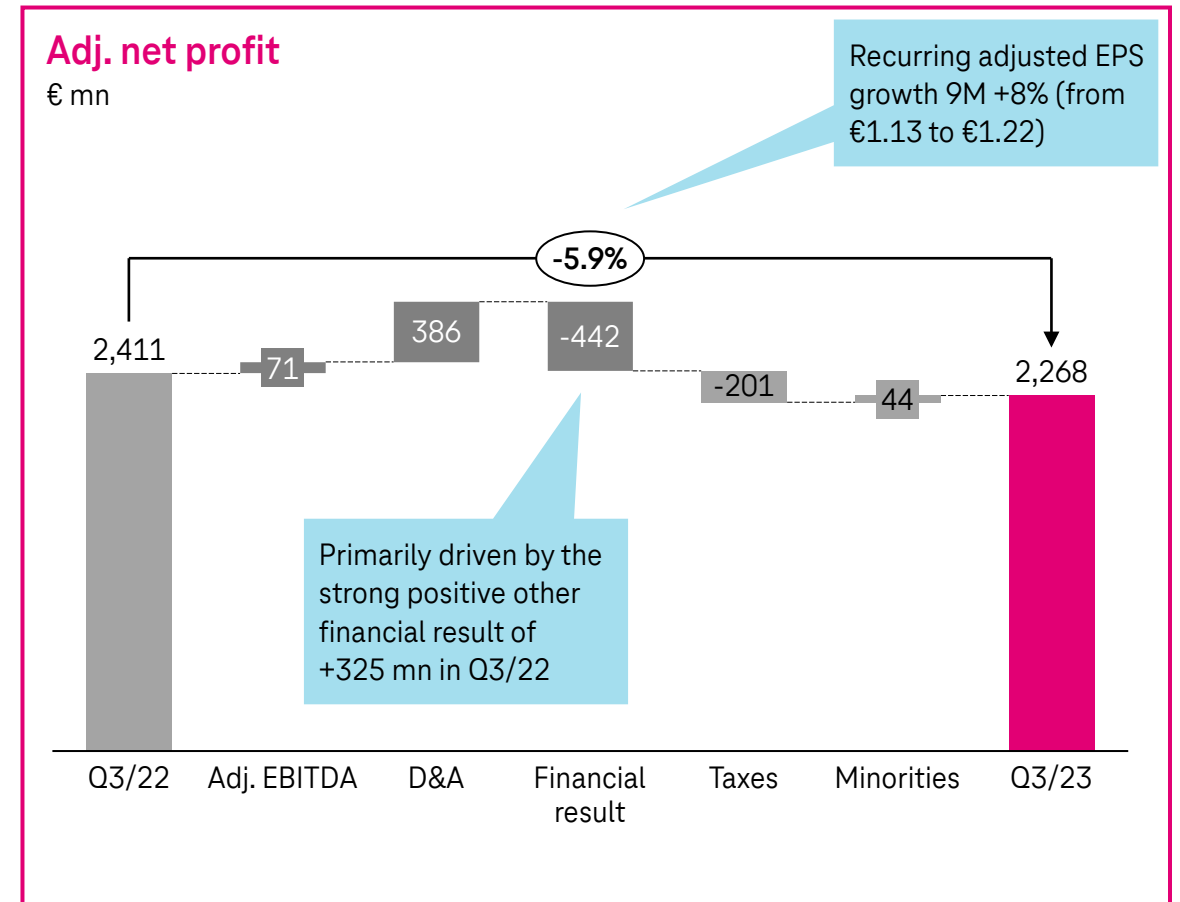 Adj. net profit
€ mn
Recurring adjusted EPS
growth 9M +8% (from
€1.13 to €1.22)
-5.9%
2,411
71
386
-442
-201
44
2,268
Primarily driven by the
strong positive other
financial result of
+325 mn in Q3/22
Q3/22
Adj. EBITDA
D&A
Financial
result
Taxes
Minorities
Q3/23